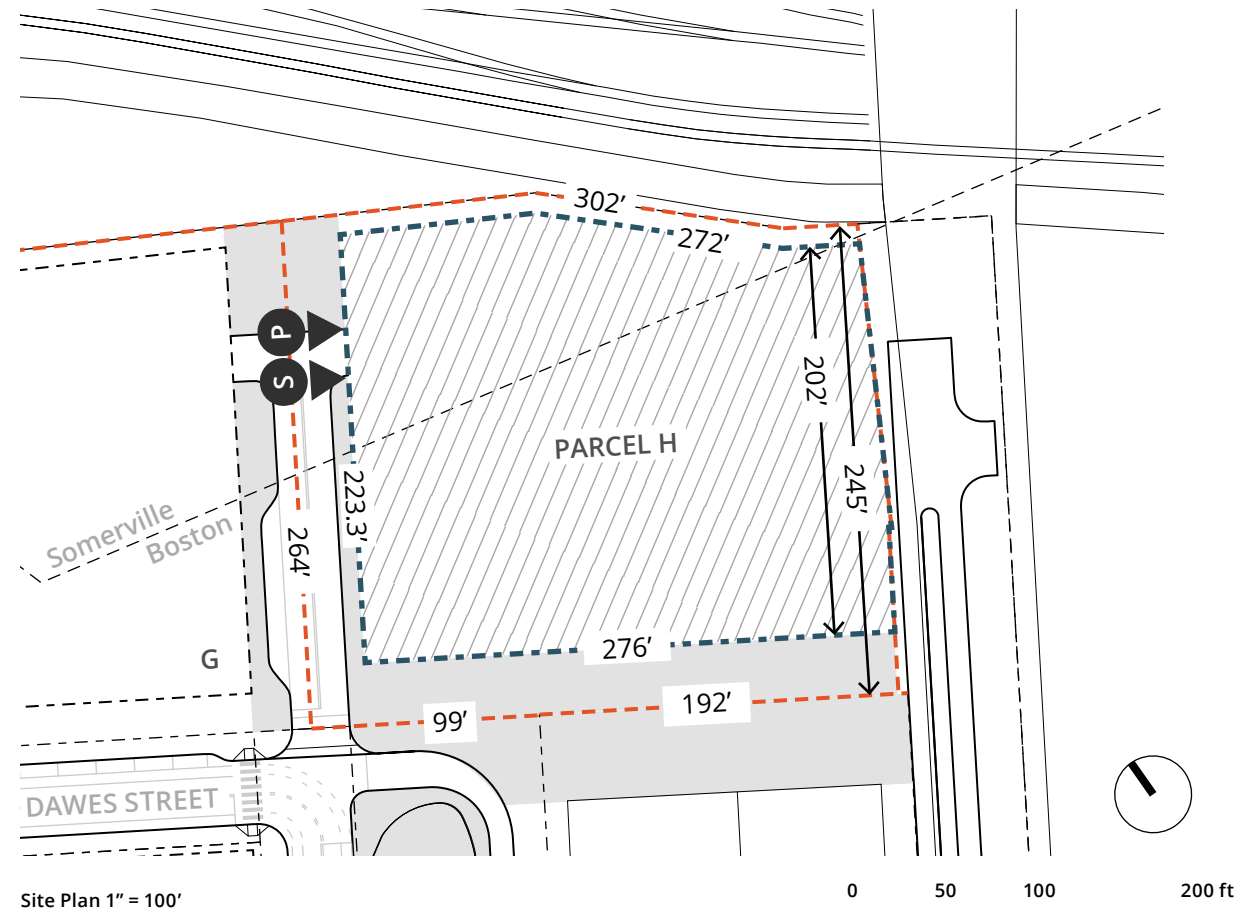 302’
272’
P
S
202’
PARCEL H
245’
223.3’
Somerville
Boston
264’
276’
G
192’
99’
DAWES STREET
Site Plan 1” = 100’
0 50 100 200 ft